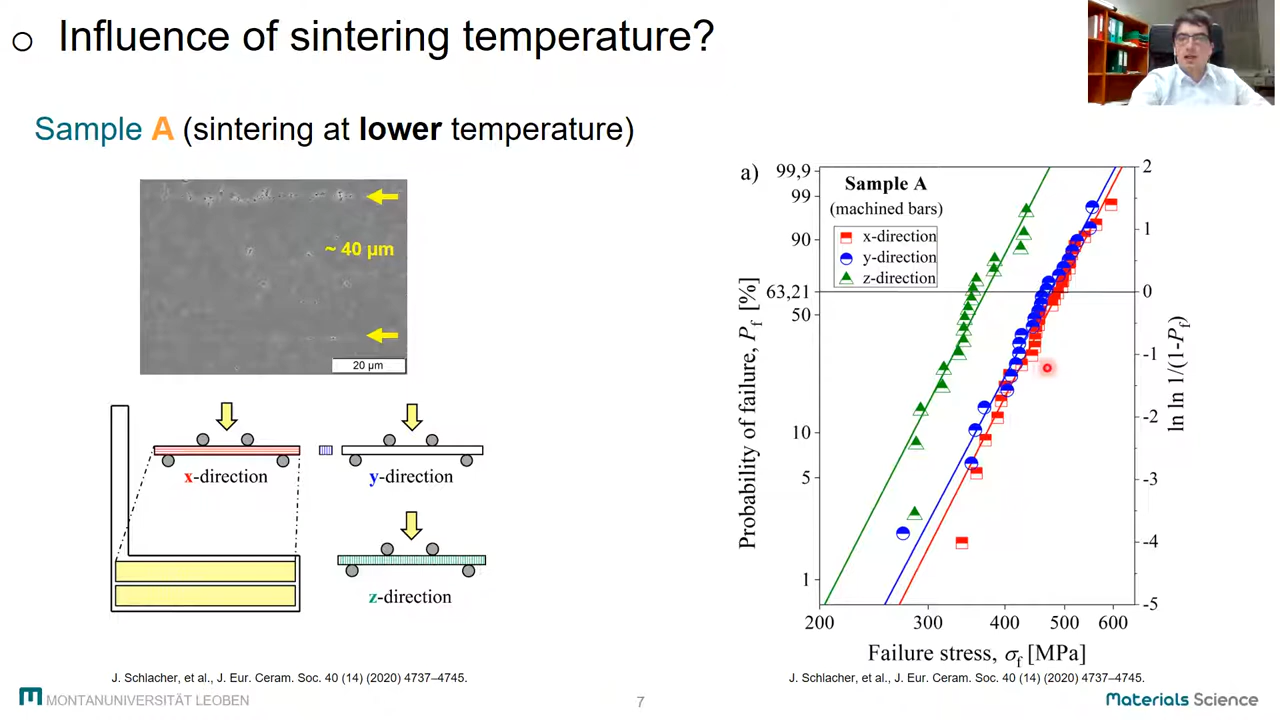 o Influence of sintering temperature?
Sample A (sintering at lower temperature)
~ 40 µm
20 µm
x-direction
y-direction
z-direction
J. Schlacher, et al., J. Eur. Ceram. Soc. 40 (14) (2020) 4737–4745.
a)
Sample A
(machined bars)
x-direction
y-direction
z-direction
Probability of failure, Pf [%]
99,9
99
90
63,21
50
10
5
1
2
1
0
-1
-2
-3
-4
-5
ln ln 1/(1-Pf)
200 300 400 500 600
Failure stress, σf [MPa]
J. Schlacher, et al., J. Eur. Ceram. Soc. 40 (14) (2020) 4737–4745.
MONTANUNIVERSITÄT LEOBEN
7
Materials Science